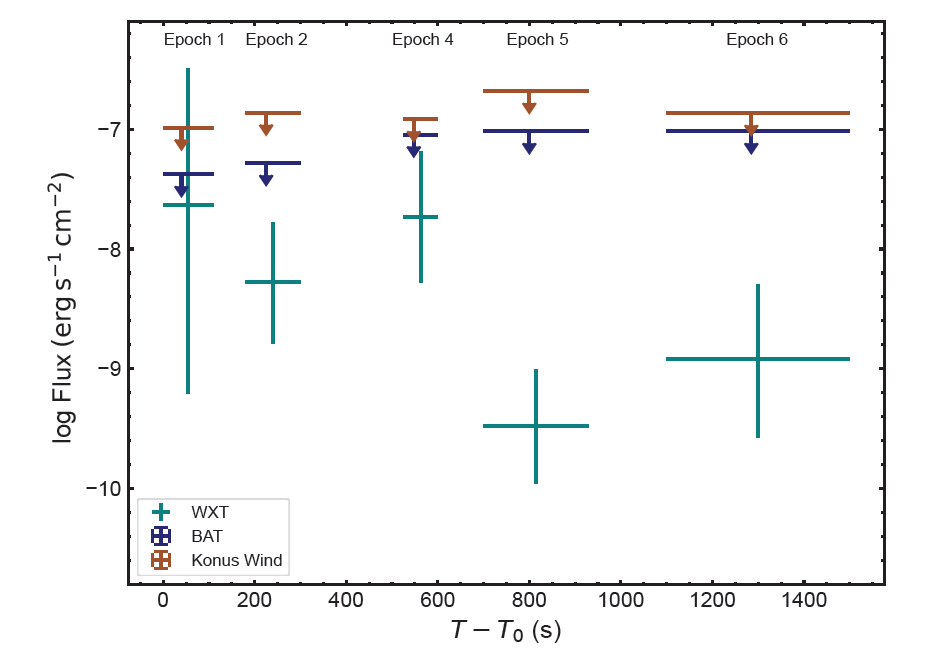 Epoch 1 Epoch 2 Epoch 4 Epoch 5 Epoch 6
−7
−8
−9
−10
log Flux (erg s⁻¹ cm⁻²)
WXT
BAT
Konus Wind
0 200 400 600 800 1000 1200 1400
T − T₀ (s)